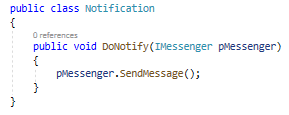 public class Notification
{
0 references
public void DoNotify(IMessenger pMessenger)
{
pMessenger.SendMessage();
}
}